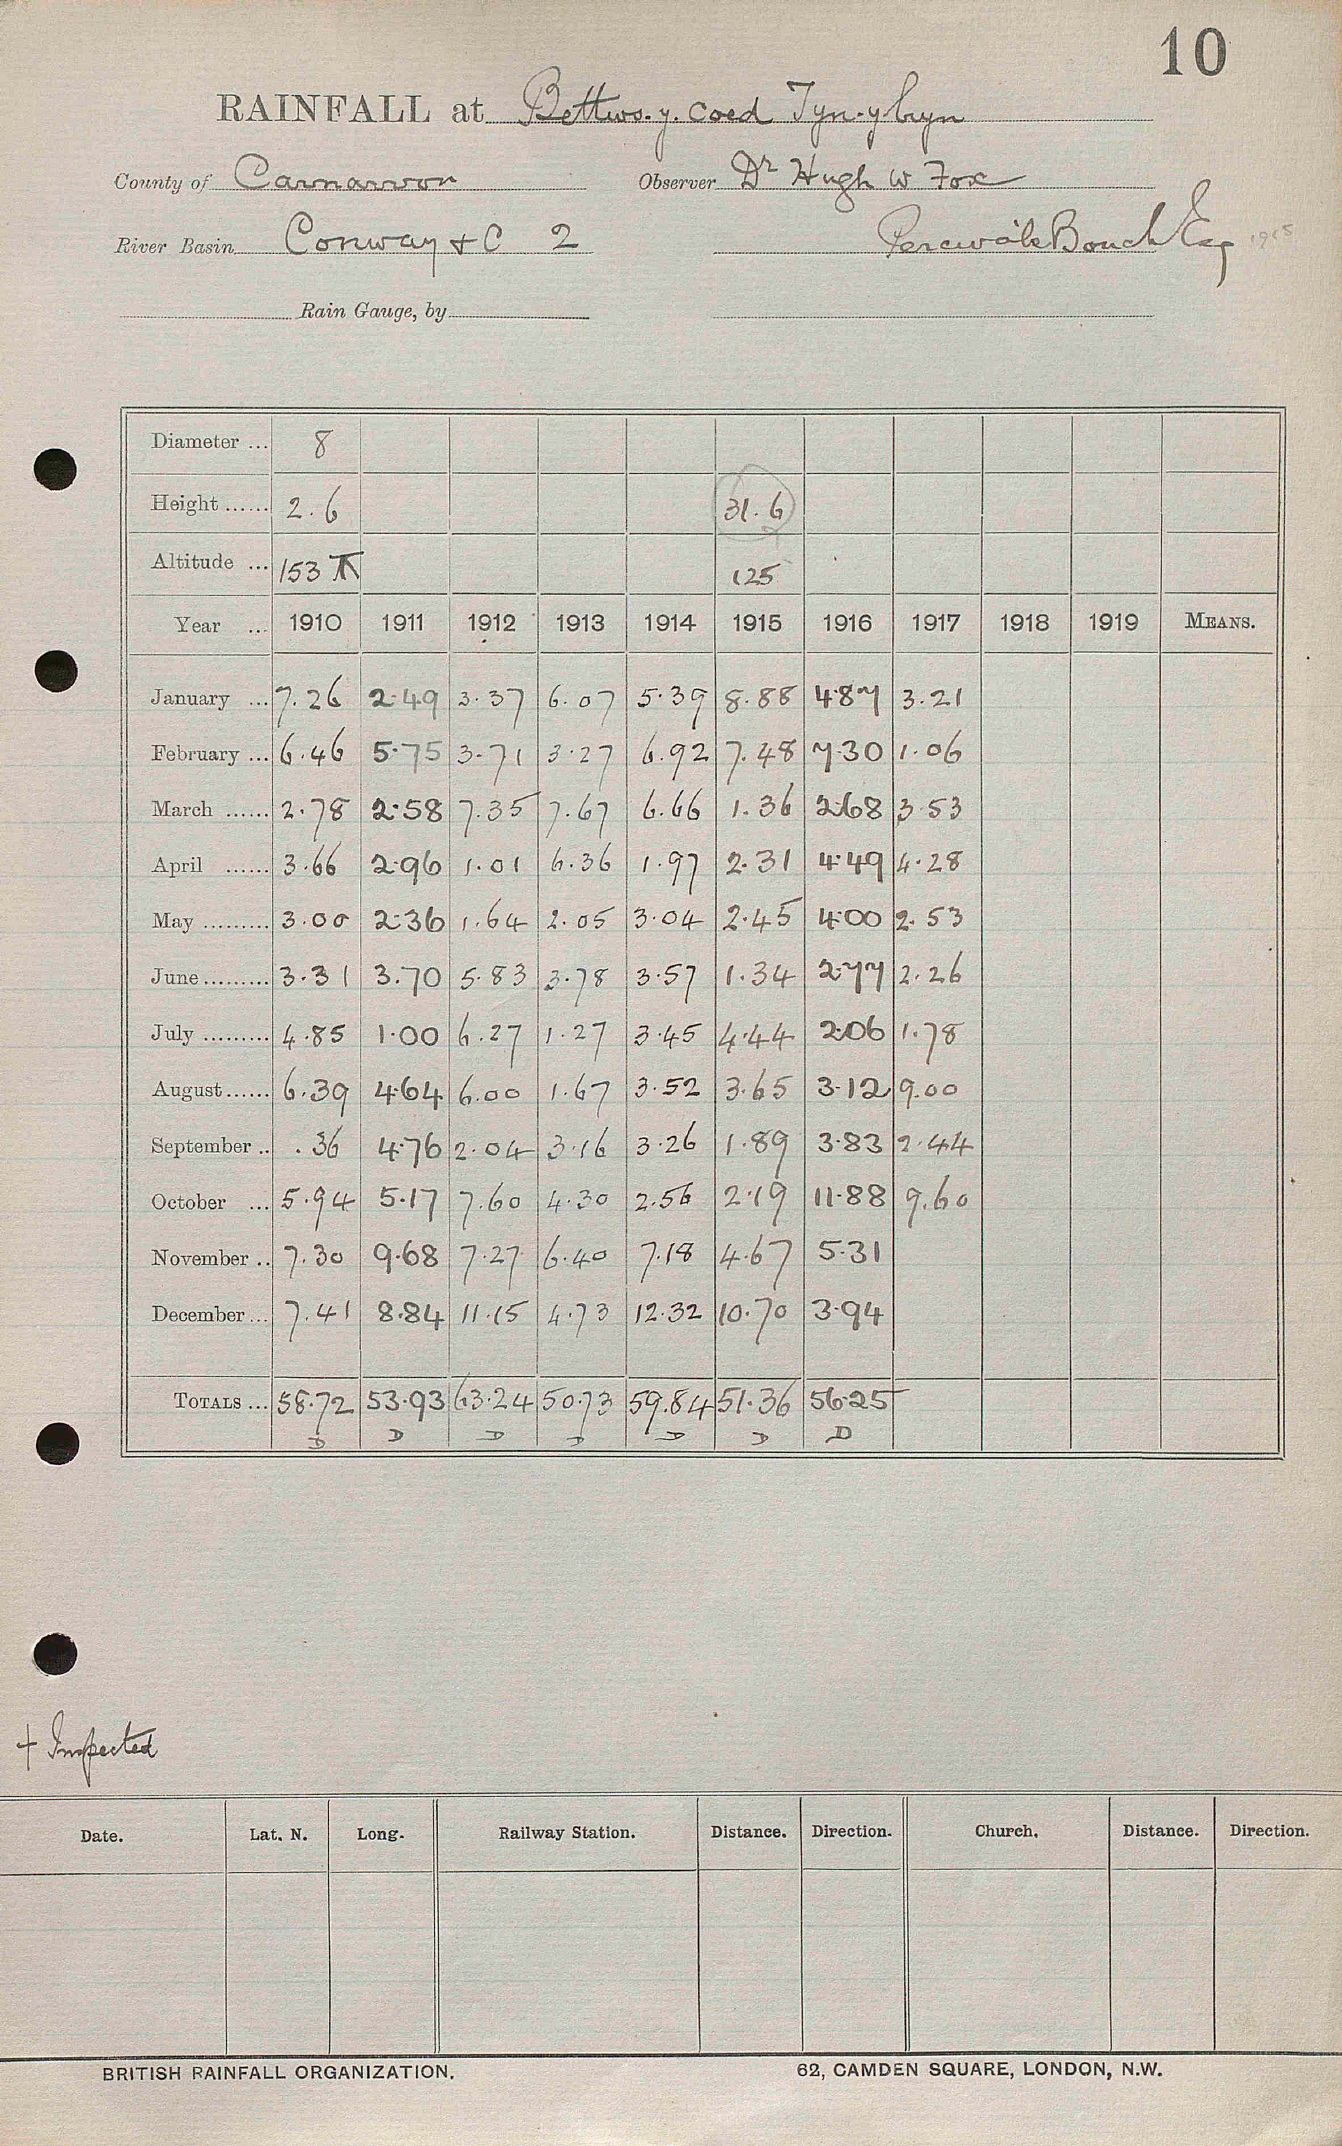 10
RAINFALL at Bettws. y. Coed Tyn-y-bryn
County of Carnarvon Observer Dr Hugh W Fox
River Basin Conway & C 2 Bouch Esq 1915
Rain Gauge, by
Diameter ... 8
Height ...... 2.6 31.6
Altitude ... 153 125
Year ... 1910 1911 1912 1913 1914 1915 1916 1917 1918 1919 MEANS.
January ... 7.26 2.49 3.37 6.07 5.39 8.88 4.87 3.21
February ... 6.46 5.75 3.71 3.27 6.92 7.48 7.30 1.06
March ...... 2.78 2.58 7.35 7.67 6.66 1.36 2.68 3.53
April ...... 3.66 2.96 1.01 6.36 1.97 2.31 4.49 4.28
May ......... 3.00 2.36 1.64 2.05 3.04 2.45 4.00 2.53
June ......... 3.31 3.70 5.83 3.78 3.57 1.34 2.77 2.26
July ......... 4.85 1.00 6.27 1.27 3.45 4.44 2.06 1.78
August ...... 6.39 4.64 6.00 1.67 3.52 3.65 3.12 9.00
September .. .36 4.76 2.04 3.16 3.26 1.89 3.83 2.44
October ... 5.94 5.17 7.60 4.30 2.56 2.19 11.88 9.60
November .. 7.30 9.68 7.27 6.40 7.18 4.67 5.31
December ... 7.41 8.84 11.15 4.73 12.32 10.70 3.94
TOTALS ... 58.72 53.93 63.24 50.73 59.84 51.36 56.25
D D D D D D D
+ Inspected
Date. Lat. N. Long. Railway Station. Distance. Direction. Church. Distance. Direction.
BRITISH RAINFALL ORGANIZATION. 62, CAMDEN SQUARE, LONDON, N.W.